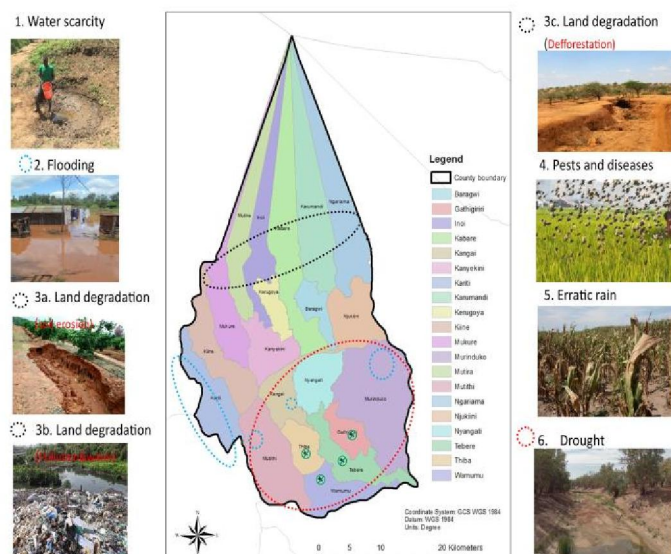 1. Water scarcity
2. Flooding
3a. Land degradation
3b. Land degradation
3c. Land degradation
(Defforestation)
4. Pests and diseases
5. Erratic rain
6. Drought
Mutira
Inoi
Kabare
Karumandi
Ngariama
Kerugoya
Mukure
Baragwi
Njukiini
Kiine
Kanyekini
Kariti
Kangai
Nyangati
Murinduko
Thiba
Mutithi
Tebere
Wamumu
Legend
County boundary
Baragwi
Gathigiriri
Inoi
Kabare
Kangai
Kanyekini
Kariti
Karumandi
Kerugoya
Kiine
Mukure
Murinduko
Mutira
Mutithi
Ngariama
Njukiini
Nyangati
Tebere
Thiba
Wamumu
Coordinate System: GCS WGS 1984
Datum: WGS 1984
Units: Degree
N
W E
S
0 5 10 20 Kilometers